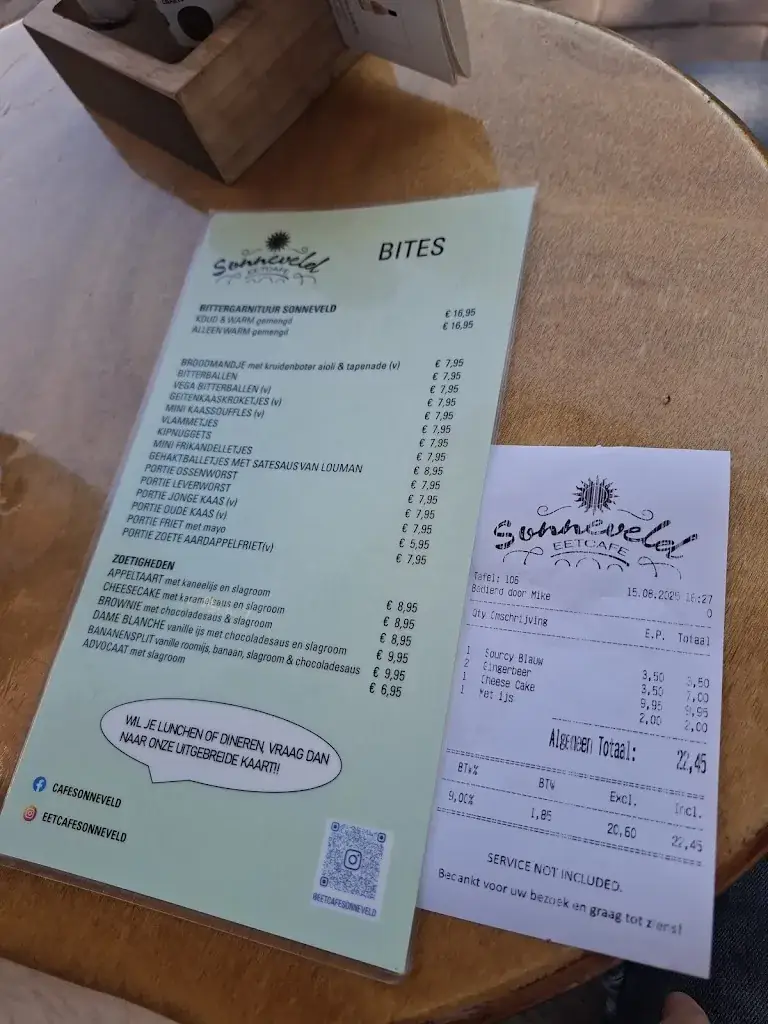 Sonneveld
EETCAFE
BITES
BITTERGARNITUUR SONNEVELD
KOUD & WARM gemengd € 16,95
ALLEEN WARM gemengd € 16,95
BROODMANDJE met kruidenboter aioli & tapenade (v) € 7,95
BITTERBALLEN € 7,95
VEGA BITTERBALLEN (v) € 7,95
GEITENKAASKROKETJES (v) € 7,95
MINI KAASSOUFFLES (v) € 7,95
VLAMMETJES € 7,95
KIPNUGGETS € 7,95
MINI FRIKANDELLETJES € 7,95
GEHAKTBALLETJES MET SATESAUS VAN LOUMAN € 8,95
PORTIE OSSENWORST € 7,95
PORTIE LEVERWORST € 7,95
PORTIE JONGE KAAS (v) € 7,95
PORTIE OUDE KAAS (v) € 7,95
PORTIE FRIET met mayo € 5,95
PORTIE ZOETE AARDAPPELFRIET(v) € 7,95
ZOETIGHEDEN
APPELTAART met kaneelijs en slagroom € 8,95
CHEESECAKE met karamelsaus en slagroom € 8,95
BROWNIE met chocoladesaus & slagroom € 8,95
DAME BLANCHE vanille ijs met chocoladesaus en slagroom € 9,95
BANANENSPLIT vanille roomijs, banaan, slagroom & chocoladesaus € 9,95
ADVOCAAT met slagroom € 6,95
WIL JE LUNCHEN OF DINEREN, VRAAG DAN
NAAR ONZE UITGEBREIDE KAART!!
CAFESONNEVELD
EETCAFESONNEVELD
@EETCAFESONNEVELD
Sonneveld
EETCAFE
Tafel: 106 15.08.2025 16:27
Bediend door Mike 0
Qty Omschrijving E.P. Totaal
1 Sourcy Blauw 3,50 3,50
2 Gingerbeer 3,50 7,00
1 Cheese Cake 9,95 9,95
1 Met ijs 2,00 2,00
Algemeen Totaal: 22,45
BTW% BTW Excl. Incl.
9,00% 1,85 20,60 22,45
SERVICE NOT INCLUDED.
Bedankt voor uw bezoek en graag tot ziens!